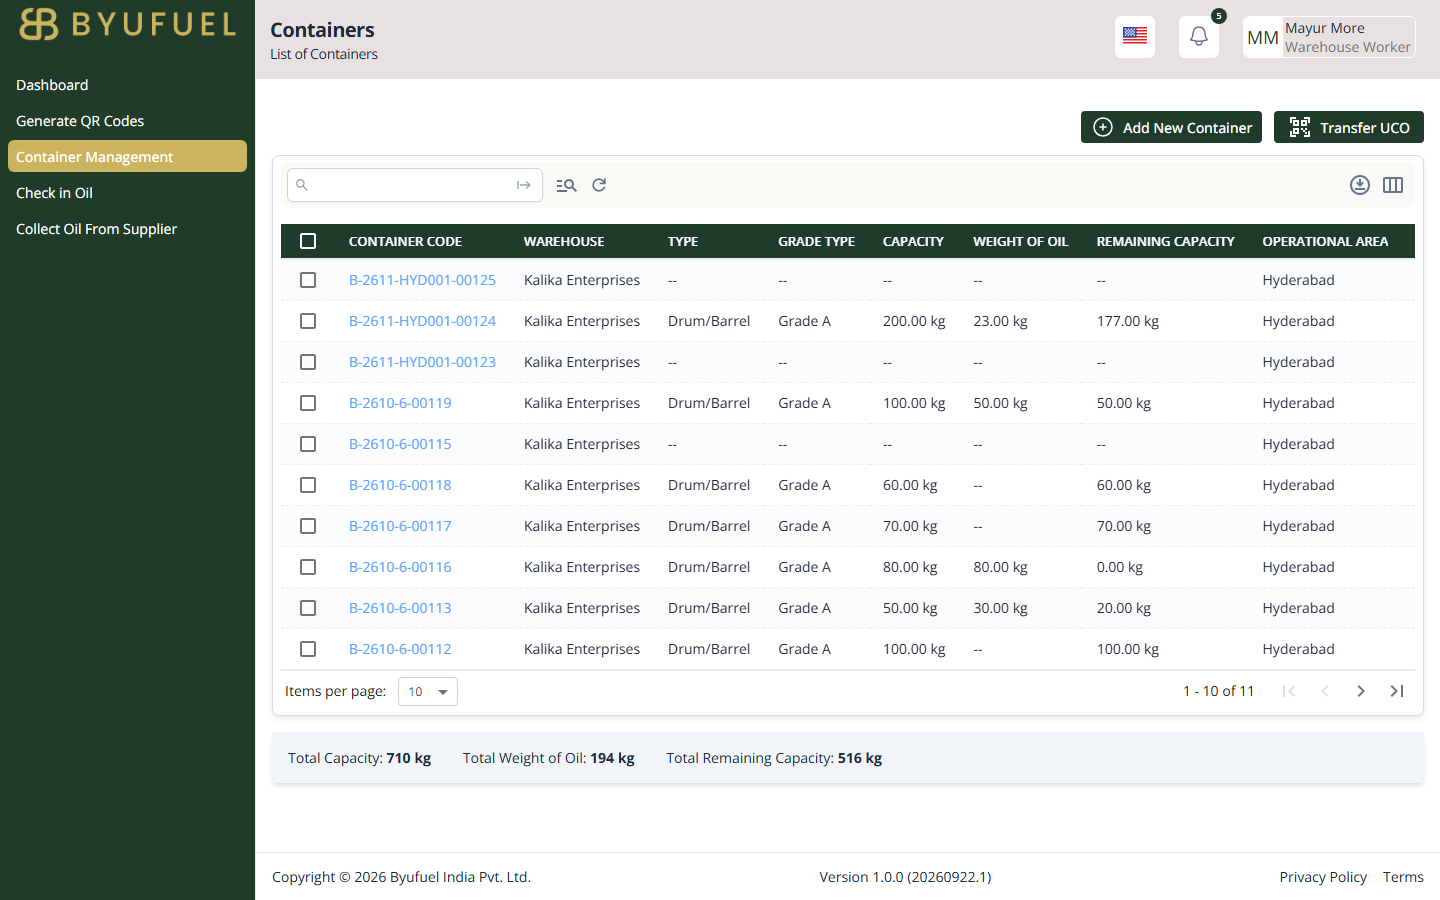 BYUFUEL
Dashboard
Generate QR Codes
Container Management
Check in Oil
Collect Oil From Supplier
Containers
List of Containers
5
MM
Mayur More
Warehouse Worker
Add New Container
Transfer UCO
CONTAINER CODE WAREHOUSE TYPE GRADE TYPE CAPACITY WEIGHT OF OIL REMAINING CAPACITY OPERATIONAL AREA
B-2611-HYD001-00125 Kalika Enterprises -- -- -- -- -- Hyderabad
B-2611-HYD001-00124 Kalika Enterprises Drum/Barrel Grade A 200.00 kg 23.00 kg 177.00 kg Hyderabad
B-2611-HYD001-00123 Kalika Enterprises -- -- -- -- -- Hyderabad
B-2610-6-00119 Kalika Enterprises Drum/Barrel Grade A 100.00 kg 50.00 kg 50.00 kg Hyderabad
B-2610-6-00115 Kalika Enterprises -- -- -- -- -- Hyderabad
B-2610-6-00118 Kalika Enterprises Drum/Barrel Grade A 60.00 kg -- 60.00 kg Hyderabad
B-2610-6-00117 Kalika Enterprises Drum/Barrel Grade A 70.00 kg -- 70.00 kg Hyderabad
B-2610-6-00116 Kalika Enterprises Drum/Barrel Grade A 80.00 kg 80.00 kg 0.00 kg Hyderabad
B-2610-6-00113 Kalika Enterprises Drum/Barrel Grade A 50.00 kg 30.00 kg 20.00 kg Hyderabad
B-2610-6-00112 Kalika Enterprises Drum/Barrel Grade A 100.00 kg -- 100.00 kg Hyderabad
Items per page: 10 1 - 10 of 11
Total Capacity: 710 kg Total Weight of Oil: 194 kg Total Remaining Capacity: 516 kg
Copyright © 2026 Byufuel India Pvt. Ltd. Version 1.0.0 (20260922.1) Privacy Policy Terms